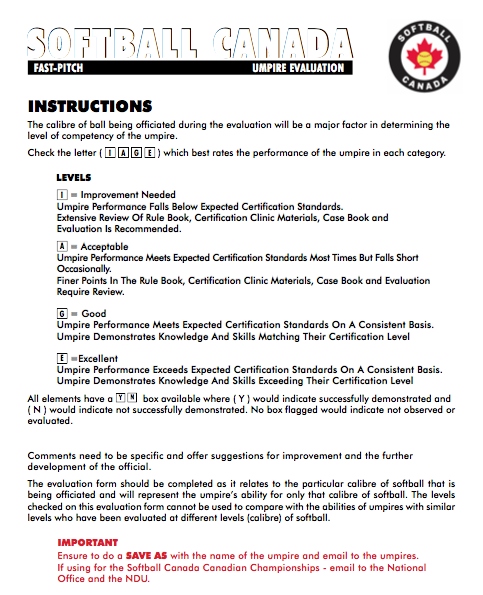 SOFTBALL CANADA
FAST-PITCH UMPIRE EVALUATION
SOFTBALL
CANADA
INSTRUCTIONS
The calibre of ball being officiated during the evaluation will be a major factor in determining the
level of competency of the umpire.
Check the letter ( I A G E ) which best rates the performance of the umpire in each category.
LEVELS
I = Improvement Needed
Umpire Performance Falls Below Expected Certification Standards.
Extensive Review Of Rule Book, Certification Clinic Materials, Case Book and
Evaluation Is Recommended.
A = Acceptable
Umpire Performance Meets Expected Certification Standards Most Times But Falls Short
Occasionally.
Finer Points In The Rule Book, Certification Clinic Materials, Case Book and Evaluation
Require Review.
G = Good
Umpire Performance Meets Expected Certification Standards On A Consistent Basis.
Umpire Demonstrates Knowledge And Skills Matching Their Certification Level
E =Excellent
Umpire Performance Exceeds Expected Certification Standards On A Consistent Basis.
Umpire Demonstrates Knowledge And Skills Exceeding Their Certification Level
All elements have a Y N box available where ( Y ) would indicate successfully demonstrated and
( N ) would indicate not successfully demonstrated. No box flagged would indicate not observed or
evaluated.
Comments need to be specific and offer suggestions for improvement and the further
development of the official.
The evaluation form should be completed as it relates to the particular calibre of softball that is
being officiated and will represent the umpire's ability for only that calibre of softball. The levels
checked on this evaluation form cannot be used to compare with the abilities of umpires with similar
levels who have been evaluated at different levels (calibre) of softball.
IMPORTANT
Ensure to do a SAVE AS with the name of the umpire and email to the umpires.
If using for the Softball Canada Canadian Championships - email to the National
Office and the NDU.